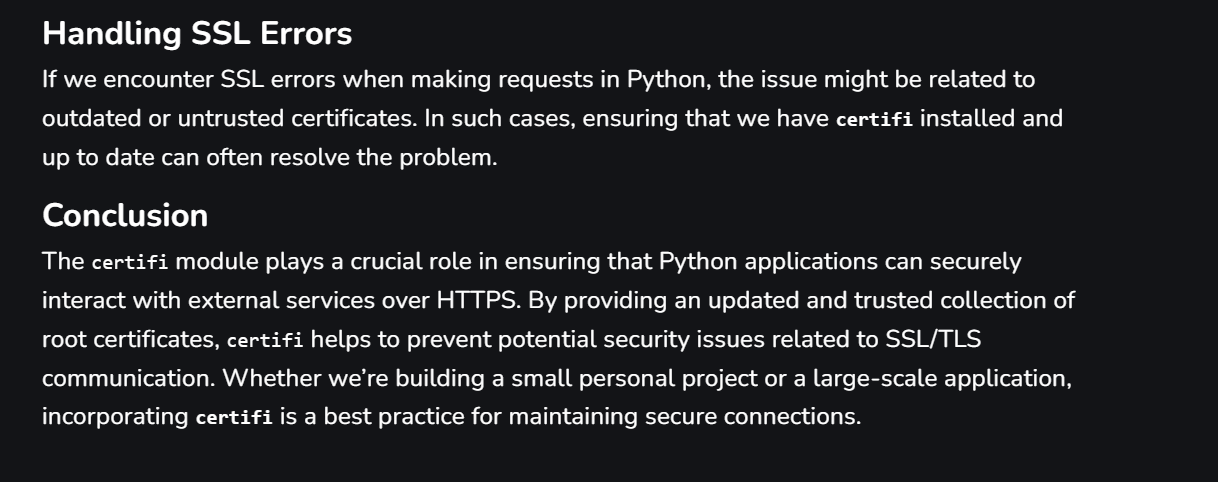 Handling SSL Errors
If we encounter SSL errors when making requests in Python, the issue might be related to
outdated or untrusted certificates. In such cases, ensuring that we have certifi installed and
up to date can often resolve the problem.
Conclusion
The certifi module plays a crucial role in ensuring that Python applications can securely
interact with external services over HTTPS. By providing an updated and trusted collection of
root certificates, certifi helps to prevent potential security issues related to SSL/TLS
communication. Whether we’re building a small personal project or a large-scale application,
incorporating certifi is a best practice for maintaining secure connections.